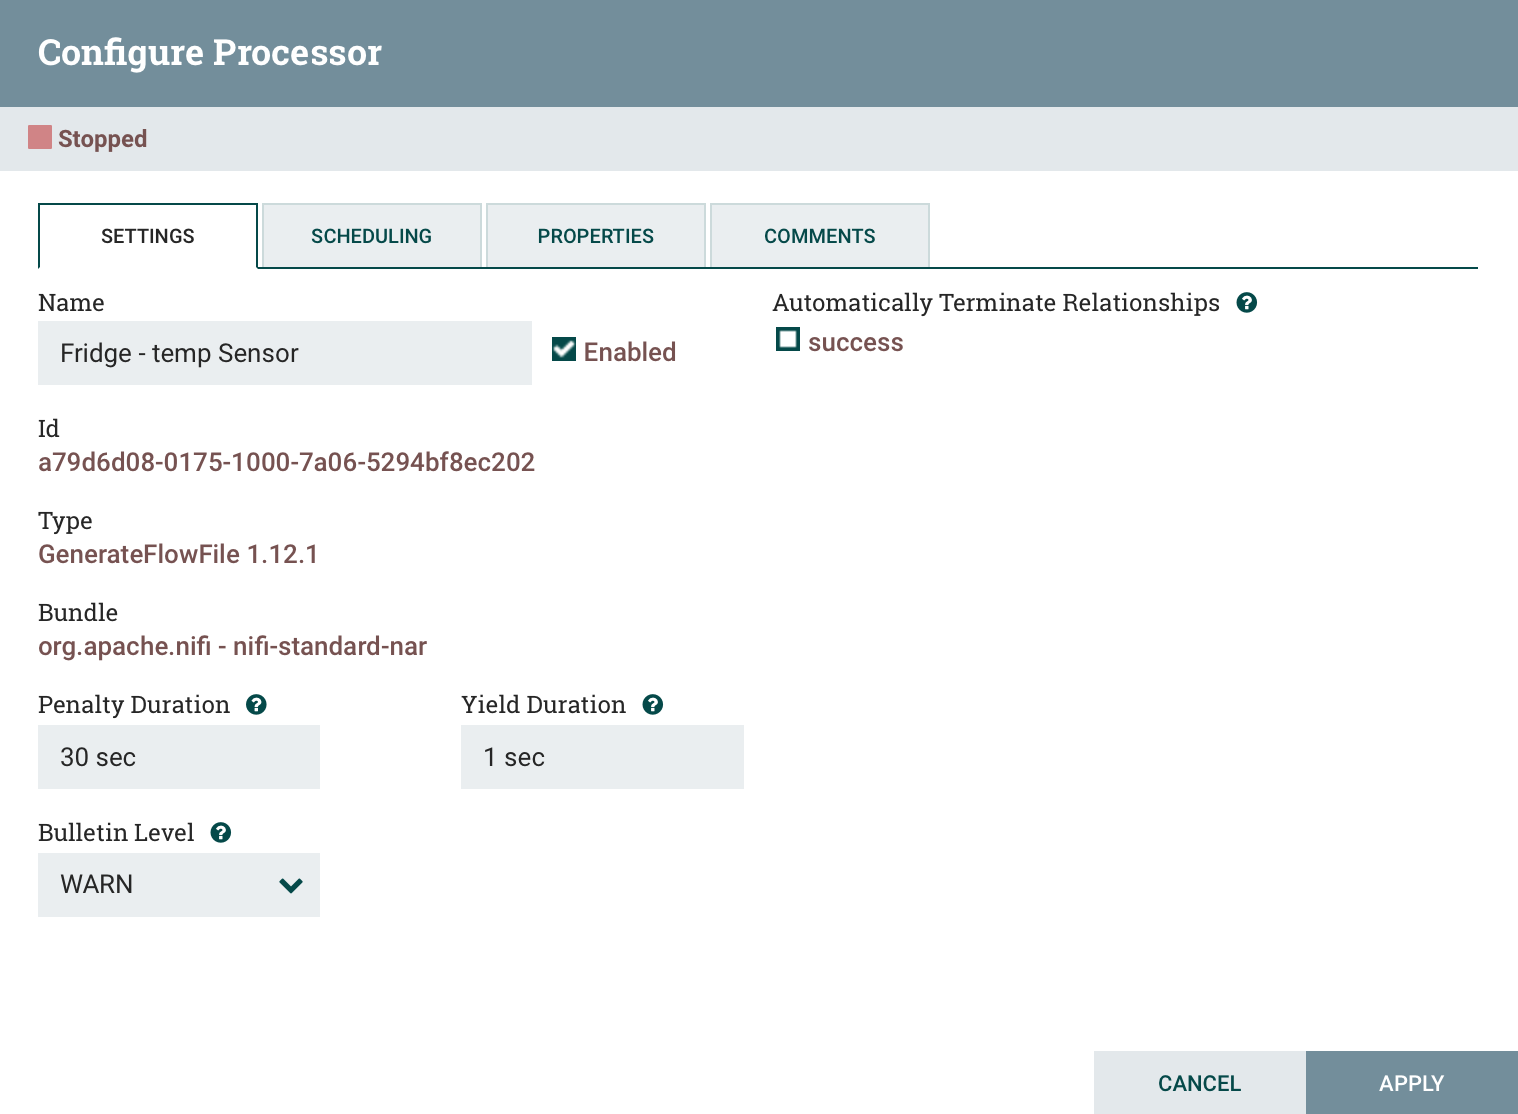 Configure Processor
Stopped
SETTINGS SCHEDULING PROPERTIES COMMENTS
Name
Fridge - temp Sensor
Enabled
Automatically Terminate Relationships
success
Id
a79d6d08-0175-1000-7a06-5294bf8ec202
Type
GenerateFlowFile 1.12.1
Bundle
org.apache.nifi - nifi-standard-nar
Penalty Duration
30 sec
Yield Duration
1 sec
Bulletin Level
WARN
CANCEL APPLY